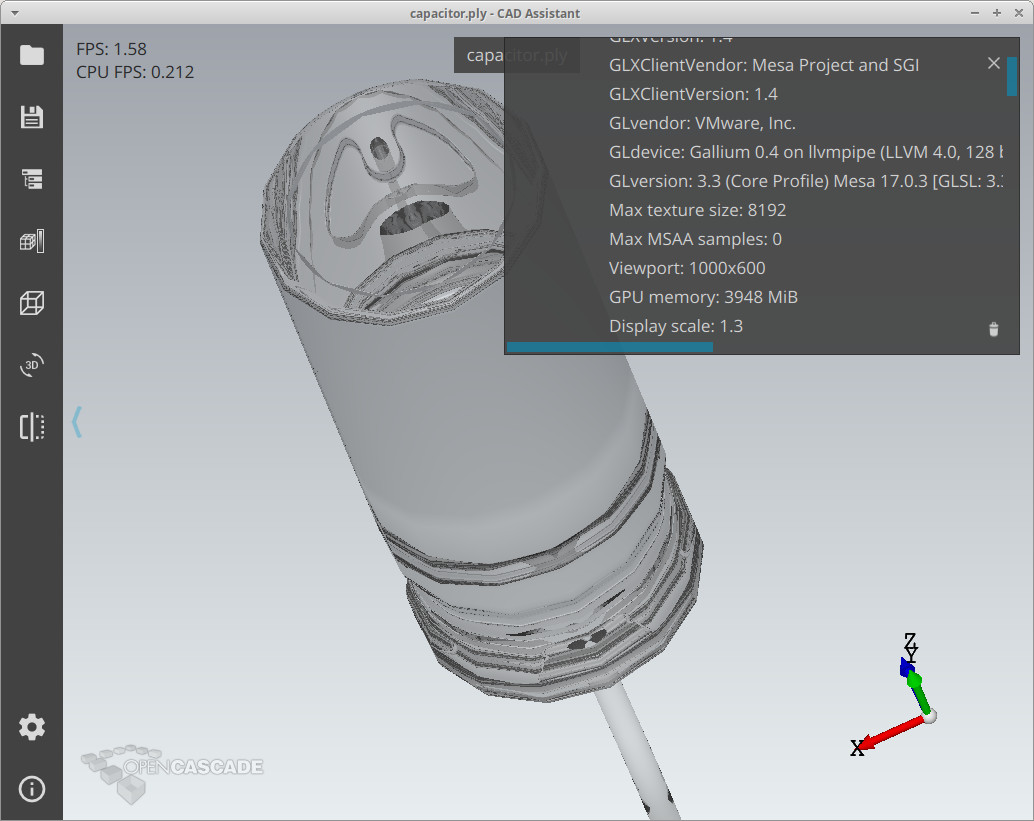 capacitor.ply - CAD Assistant
FPS: 1.58
CPU FPS: 0.212
capacitor.ply
GLXVersion: 1.4
GLXClientVendor: Mesa Project and SGI
GLXClientVersion: 1.4
GLvendor: VMware, Inc.
GLdevice: Gallium 0.4 on llvmpipe (LLVM 4.0, 128 b
GLversion: 3.3 (Core Profile) Mesa 17.0.3 [GLSL: 3.
Max texture size: 8192
Max MSAA samples: 0
Viewport: 1000x600
GPU memory: 3948 MiB
Display scale: 1.3
3D
Z
Y
X
OPENCASCADE